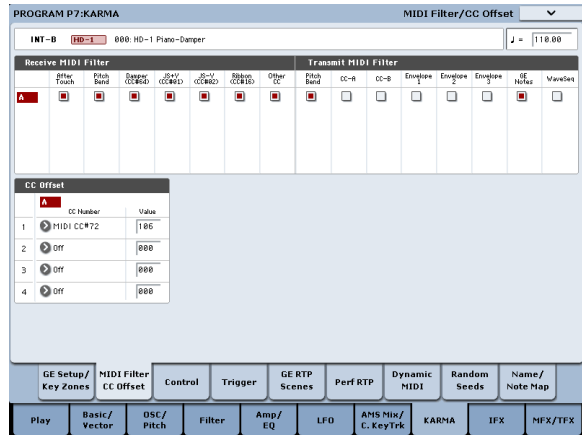 PROGRAM P7:KARMA MIDI Filter/CC Offset
INT-B HD-1 000: HD-1 Piano-Damper ♩ = 110.00
Receive MIDI Filter Transmit MIDI Filter
After Touch Pitch Bend Damper (CC#64) JS+Y (CC#01) JS-Y (CC#02) Ribbon (CC#16) Other CC Pitch Bend CC-A CC-B Envelope 1 Envelope 2 Envelope 3 GE Notes WaveSeq
A
CC Offset
A
CC Number Value
1 MIDI CC#72 106
2 Off 000
3 Off 000
4 Off 000
GE Setup/ Key Zones MIDI Filter CC Offset Control Trigger GE RTP Scenes Perf RTP Dynamic MIDI Random Seeds Name/ Note Map
Play Basic/ Vector OSC/ Pitch Filter Amp/ EQ LFO AMS Mix/ C. KeyTrk KARMA IFX MFX/TFX